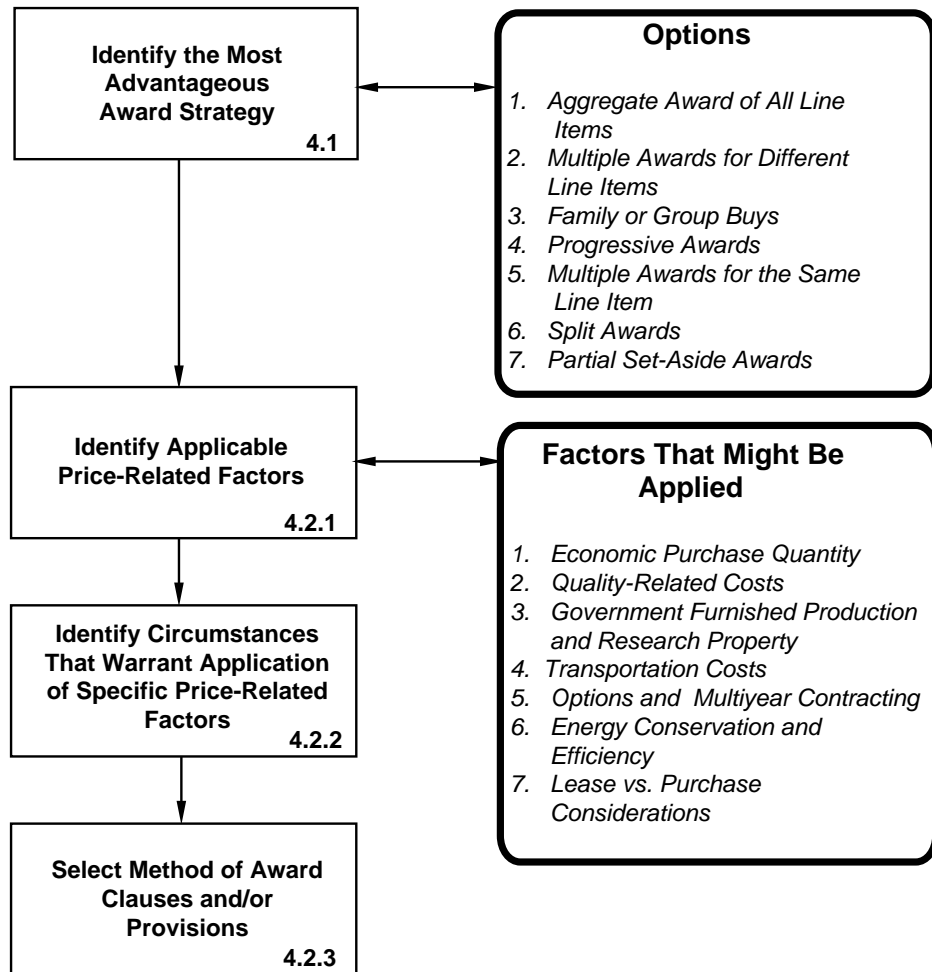 Identify the Most
Advantageous
Award Strategy
4.1
Options
1. Aggregate Award of All Line
Items
2. Multiple Awards for Different
Line Items
3. Family or Group Buys
4. Progressive Awards
5. Multiple Awards for the Same
Line Item
6. Split Awards
7. Partial Set-Aside Awards
Identify Applicable
Price-Related Factors
4.2.1
Factors That Might Be
Applied
1. Economic Purchase Quantity
2. Quality-Related Costs
3. Government Furnished Production
and Research Property
4. Transportation Costs
5. Options and Multiyear Contracting
6. Energy Conservation and
Efficiency
7. Lease vs. Purchase
Considerations
Identify Circumstances
That Warrant Application
of Specific Price-Related
Factors
4.2.2
Select Method of Award
Clauses and/or
Provisions
4.2.3